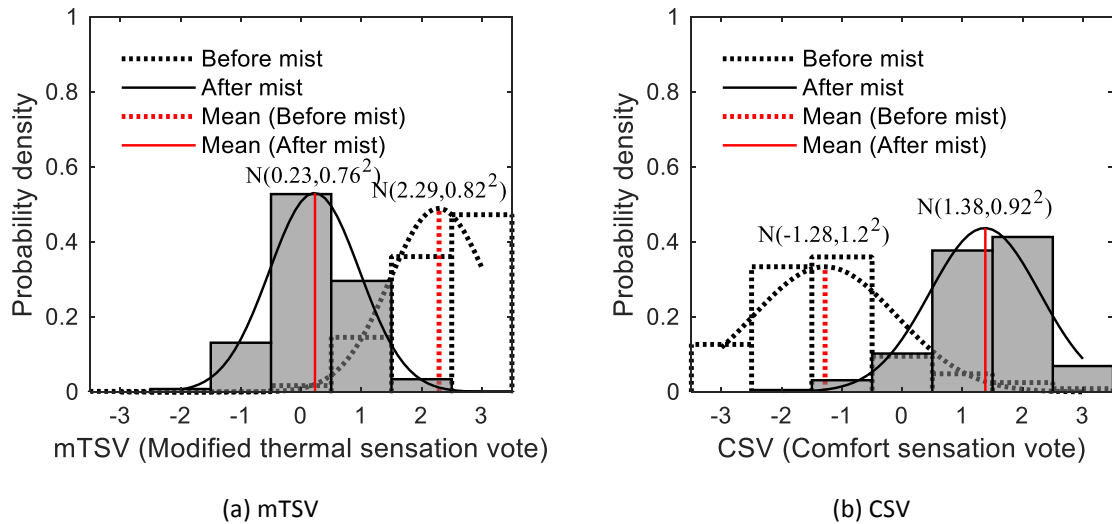 1
0.8
0.6
0.4
0.2
0
Probability density
Before mist
After mist
Mean (Before mist)
Mean (After mist)
N(0.23,0.76²)
N(2.29,0.82²)
-3 -2 -1 0 1 2 3
mTSV (Modified thermal sensation vote)
(a) mTSV
1
0.8
0.6
0.4
0.2
0
Probability density
Before mist
After mist
Mean (Before mist)
Mean (After mist)
N(-1.28,1.2²)
N(1.38,0.92²)
-3 -2 -1 0 1 2 3
CSV (Comfort sensation vote)
(b) CSV